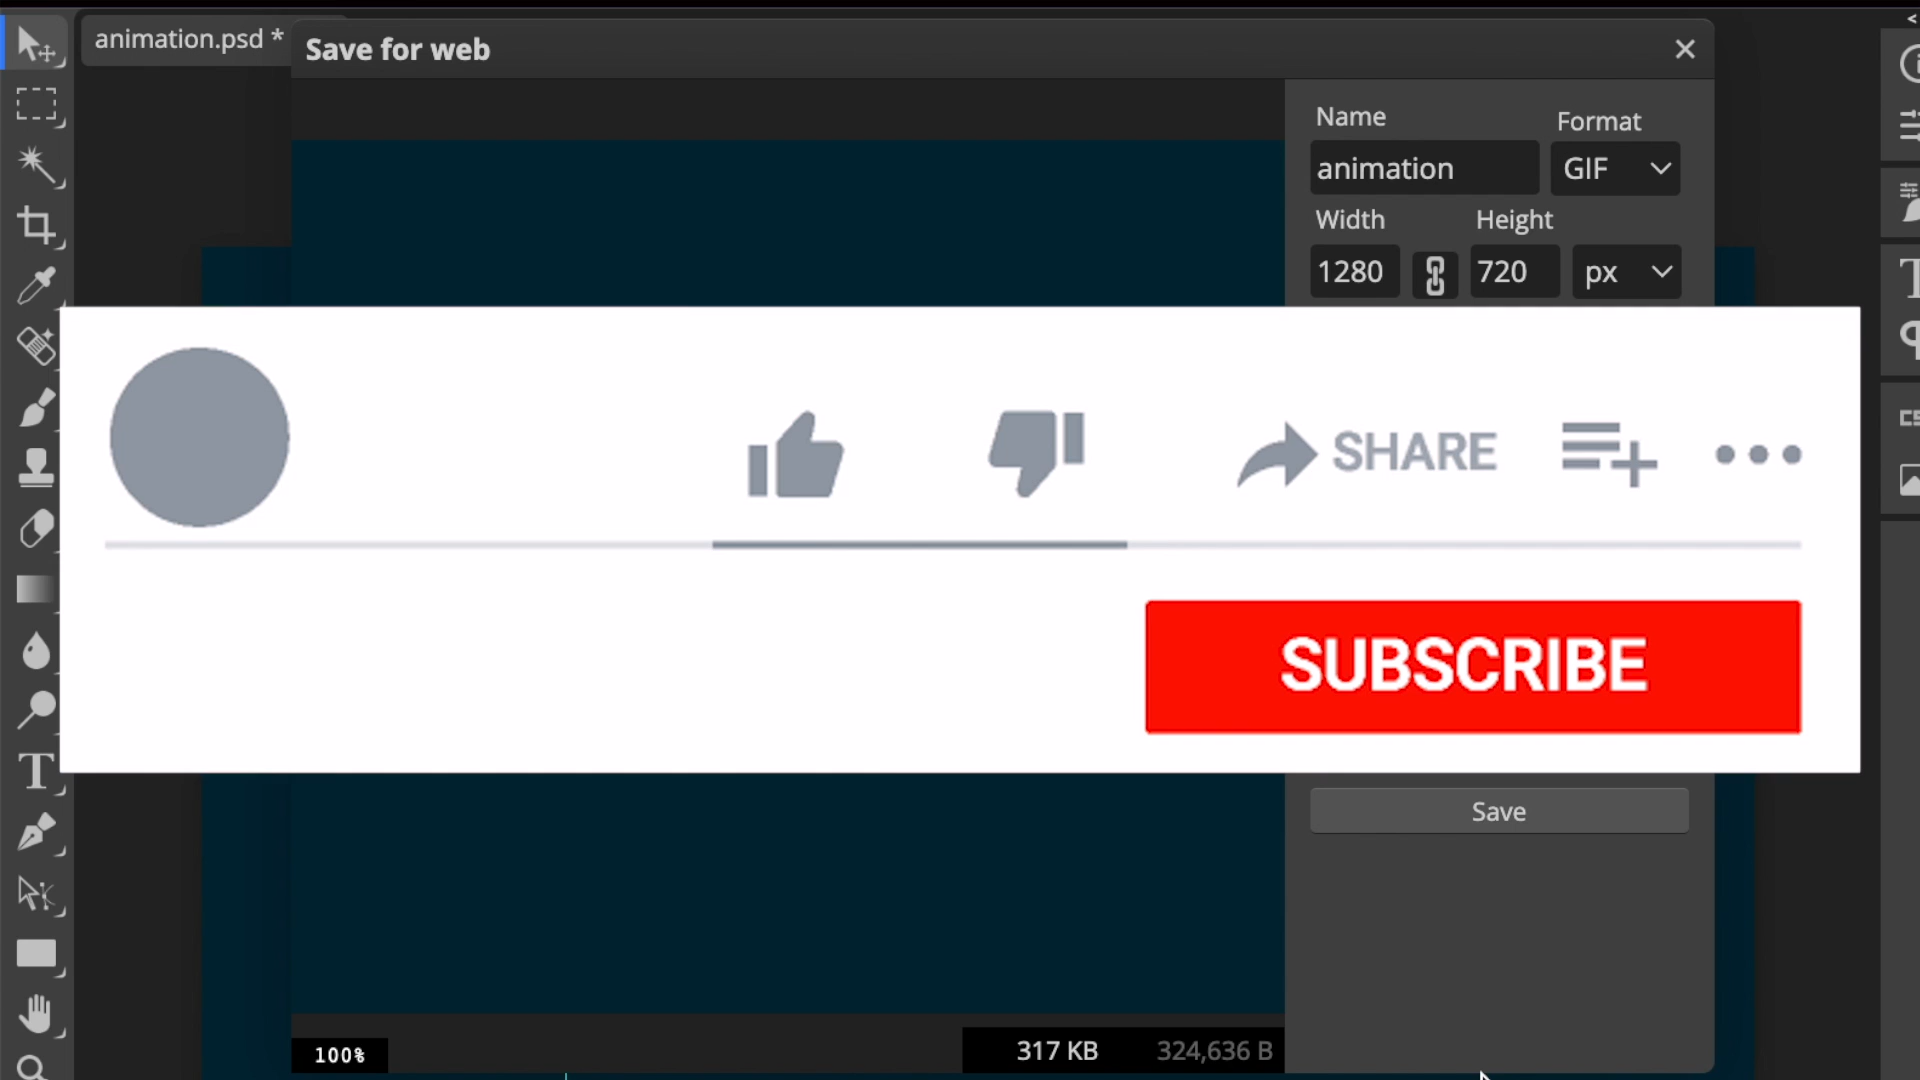 animation.psd *
Save for web
Name
Format
animation
GIF
Width
Height
1280
720
px
SHARE
SUBSCRIBE
Save
100%
317 KB
324,636 B